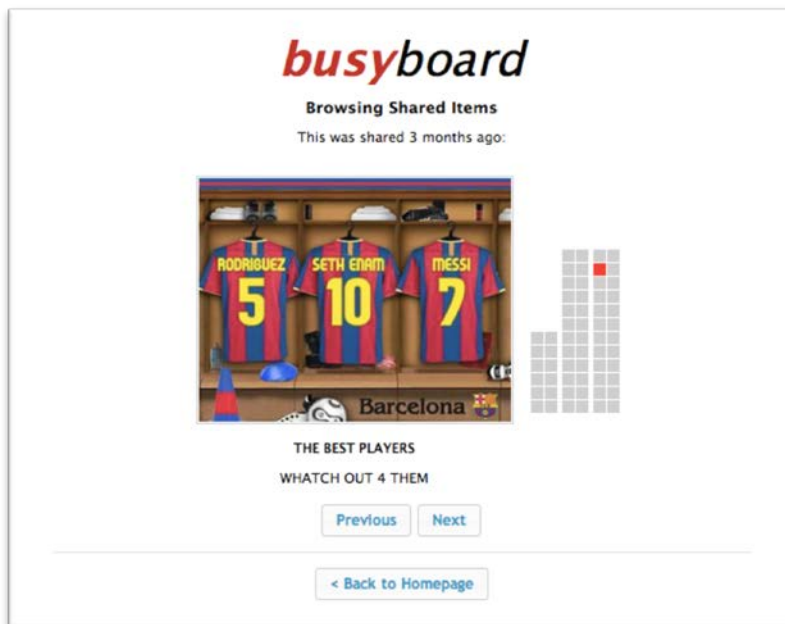 busyboard
Browsing Shared Items
This was shared 3 months ago:
RODRIGUEZ SETH ENAM MESSI
5 10 7
Barcelona
THE BEST PLAYERS
WHATCH OUT 4 THEM
Previous Next
< Back to Homepage